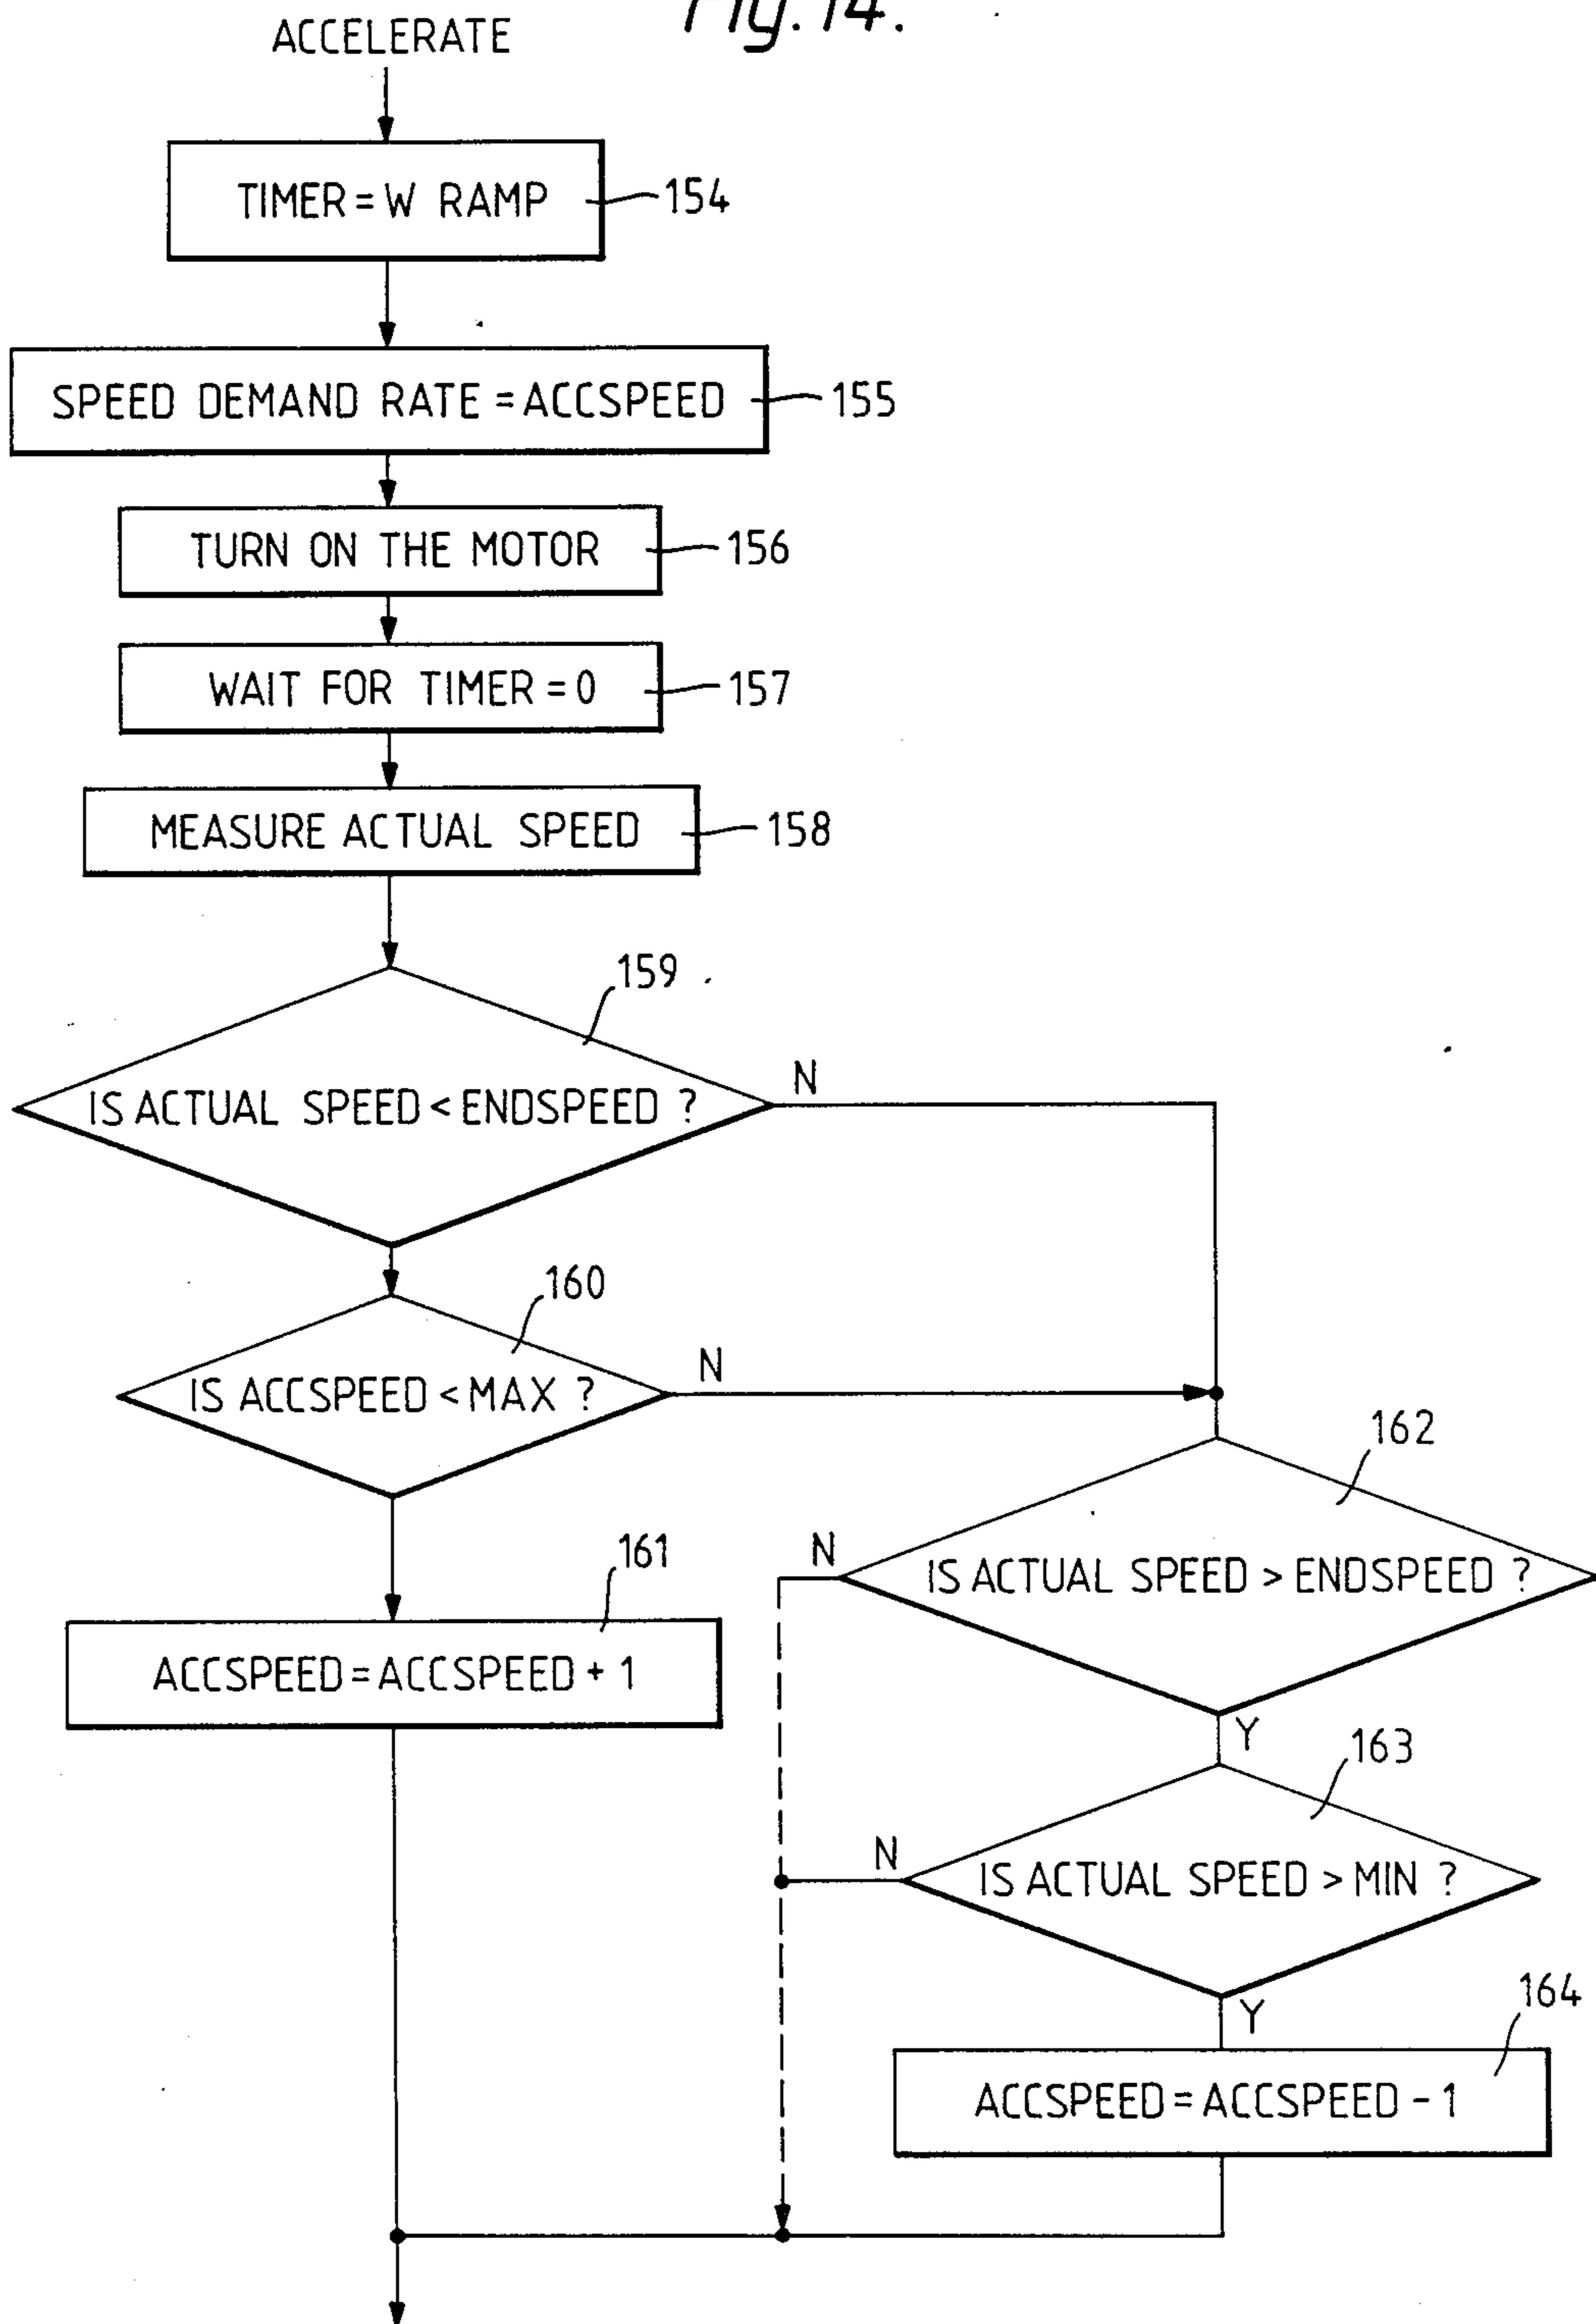 Fig. 14.
ACCELERATE
TIMER = W RAMP
154
SPEED DEMAND RATE = ACCSPEED
155
TURN ON THE MOTOR
156
WAIT FOR TIMER = 0
157
MEASURE ACTUAL SPEED
158
159
IS ACTUAL SPEED < ENDSPEED ?
N
160
IS ACCSPEED < MAX ?
N
162
IS ACTUAL SPEED > ENDSPEED ?
N
Y
161
ACCSPEED = ACCSPEED + 1
163
IS ACTUAL SPEED > MIN ?
N
Y
164
ACCSPEED = ACCSPEED - 1